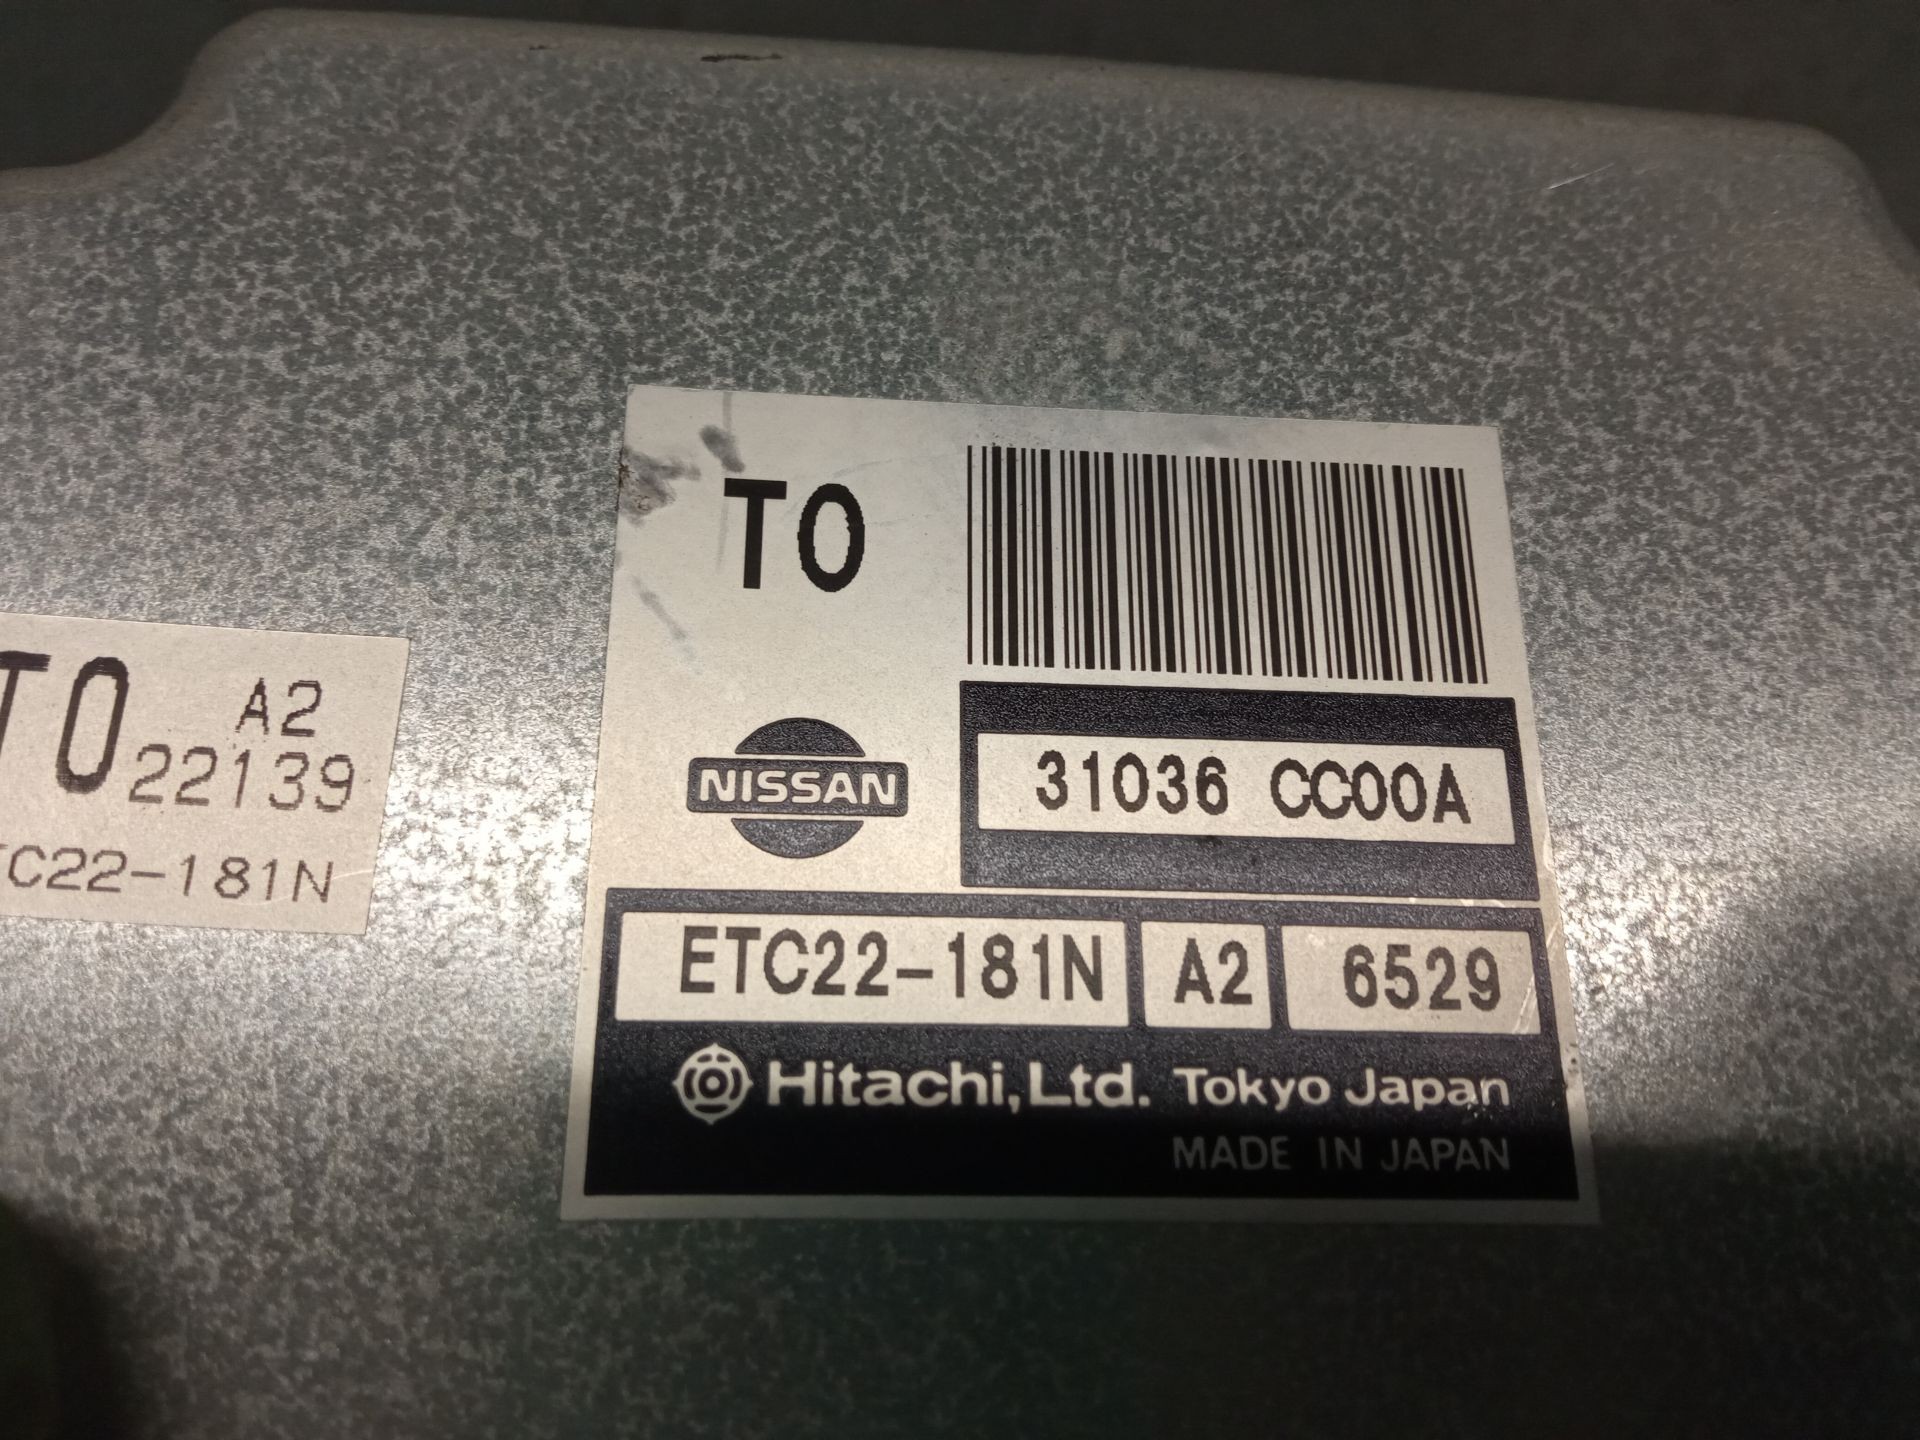 T0
NISSAN
31036 CC00A
ETC22-181N A2 6529
Hitachi, Ltd. Tokyo Japan
MADE IN JAPAN
T0 A2
22139
TC22-181N